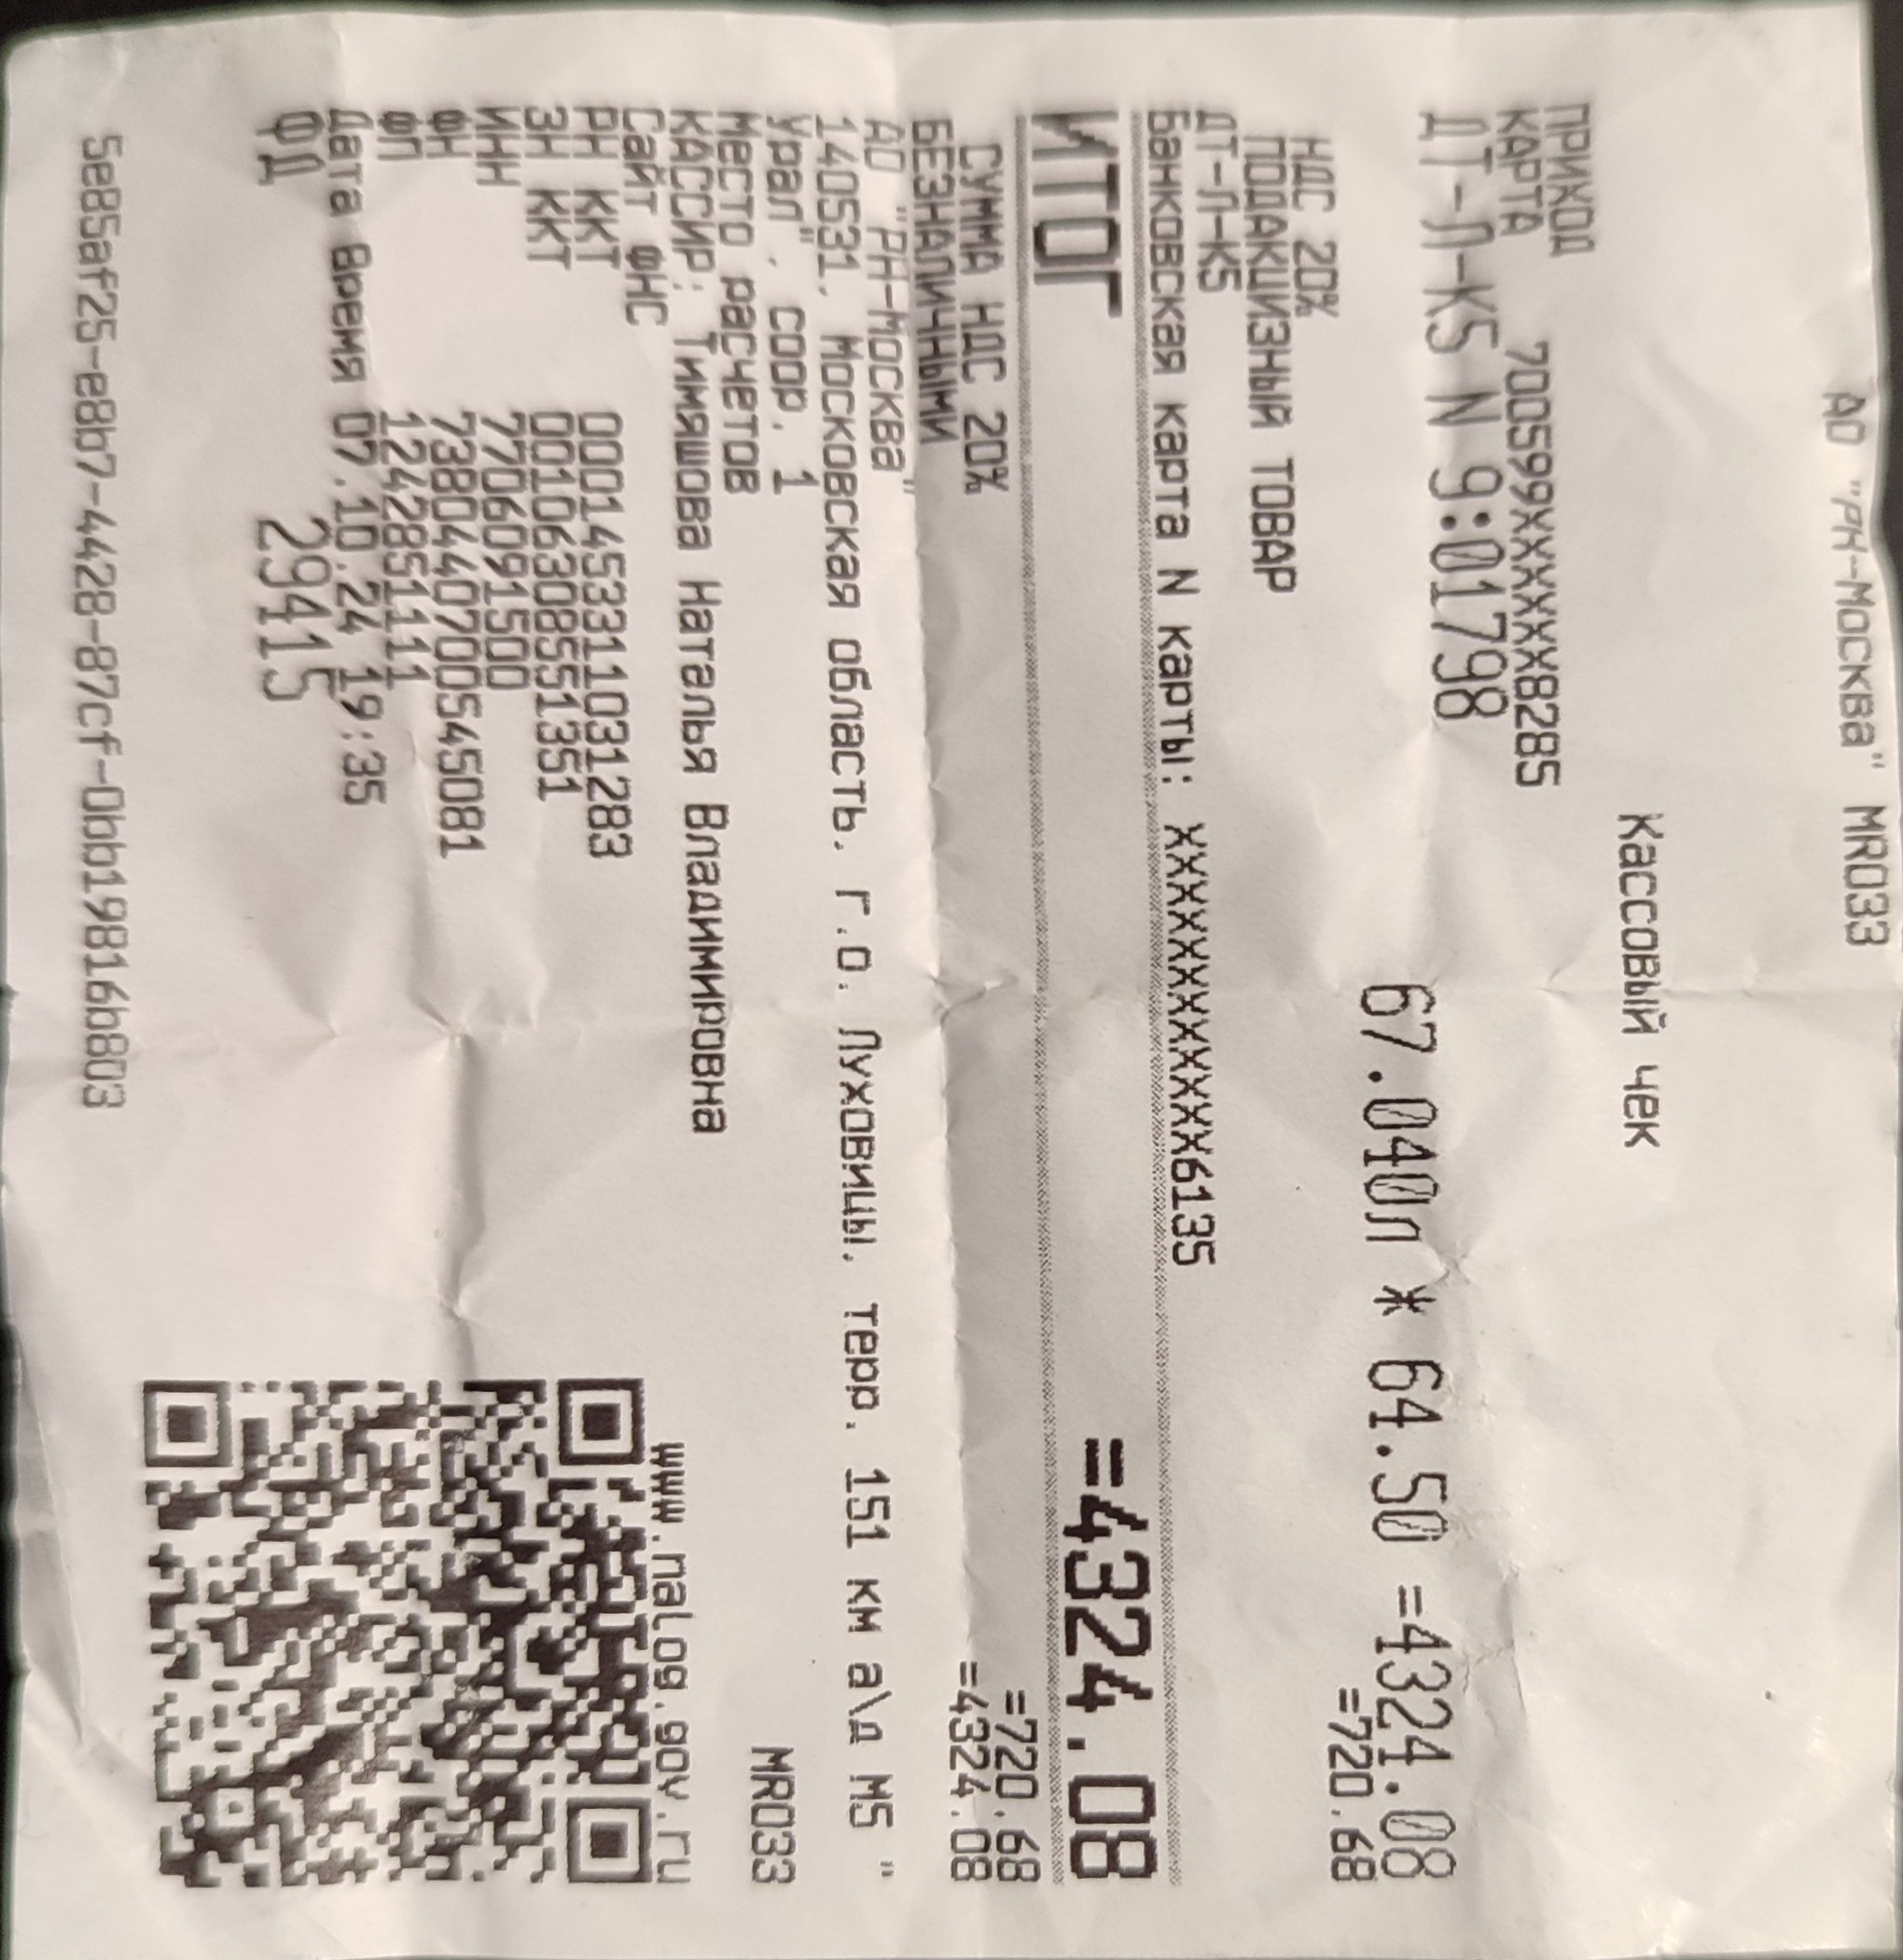 АО "РН-Москва" MR033
Кассовый чек
ПРИХОД
КАРТА 700599XXXXXXXX8285
ДТ-Л-К5 N 9:01798
67.040л * 64.50 =4324.08
НДС 20% =720.68
ПОДАКЦИЗНЫЙ ТОВАР
ДТ-Л-К5
Банковская карта N карты: XXXXXXXXXXXX6135
ИТОГ =4324.08
СУММА НДС 20% =720.68
БЕЗНАЛИЧНЫМИ =4324.08
АО "РН-Москва"
140531, Московская область, г.о. Луховицы, терр. 151 км а\д М5 "
Урал", соор. 1
Место расчетов MR033
КАССИР: Тимяшова Наталья Владимировна
Сайт ФНС www.nalog.gov.ru
РН ККТ 0001453311031283
ЗН ККТ 00106308551351
ИНН 7706091500
ФН 7380440700545081
ФП 1242851111
Дата Время 07.10.24 19:35
ФД 29415
5e85af25-e8b7-4428-87cf-0bb19816b803